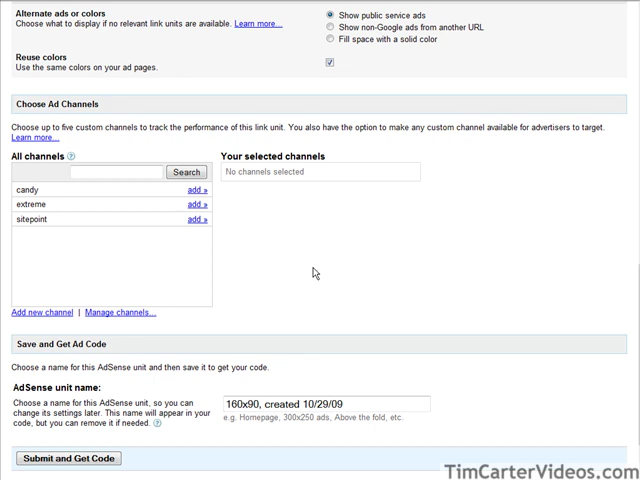 Alternate ads or colors
Choose what to display if no relevant link units are available. Learn more...
Show public service ads
Show non-Google ads from another URL
Fill space with a solid color
Reuse colors
Use the same colors on your ad pages.
Choose Ad Channels
Choose up to five custom channels to track the performance of this link unit. You also have the option to make any custom channel available for advertisers to target.
Learn more...
All channels ?
Your selected channels
Search
No channels selected
candy add »
extreme add »
sitepoint add »
Add new channel | Manage channels...
Save and Get Ad Code
Choose a name for this AdSense unit and then save it to get your code.
AdSense unit name:
Choose a name for this AdSense unit, so you can
change its settings later. This name will appear in your
code, but you can remove it if needed. ?
160x90, created 10/29/09
e.g. Homepage, 300x250 ads, Above the fold, etc.
Submit and Get Code
TimCarterVideos.com